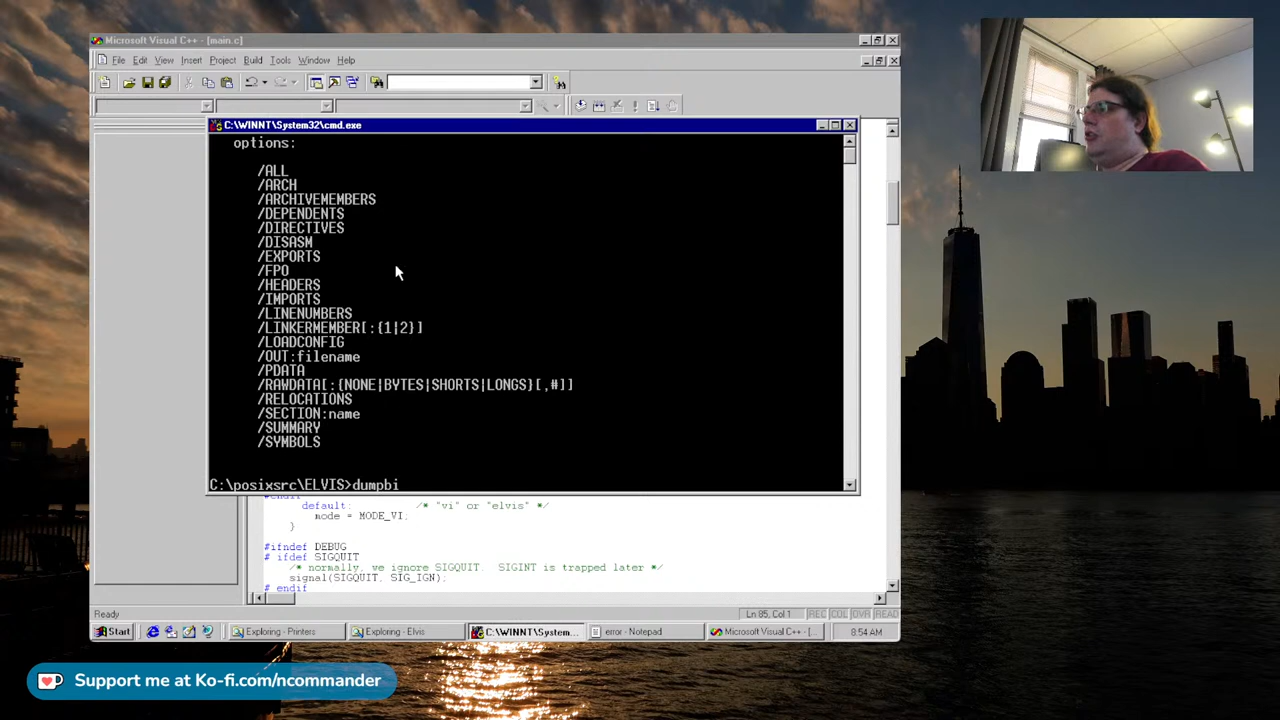 Microsoft Visual C++ - [main.c]
File Edit View Insert Project Build Tools Window Help
C:\WINNT\System32\cmd.exe
options:
/ALL
/ARCH
/ARCHIVEMEMBERS
/DEPENDENTS
/DIRECTIVES
/DISASM
/EXPORTS
/FPO
/HEADERS
/IMPORTS
/LINENUMBERS
/LINKERMEMBER[:{1|2}]
/LOADCONFIG
/OUT:filename
/PDATA
/RAWDATA[:{NONE|BYTES|SHORTS|LONGS}[,#]]
/RELOCATIONS
/SECTION:name
/SUMMARY
/SYMBOLS
C:\posixsrc\ELVIS>dumpbi
#endif
default: /* "vi" or "elvis" */
mode = MODE_VI;
}
#ifndef DEBUG
# ifdef SIGQUIT
/* normally, we ignore SIGQUIT. SIGINT is trapped later */
signal(SIGQUIT, SIG_IGN);
# endif
Ready Ln 85, Col 1 REC COL OVR READ
Start Exploring - Printers Exploring - Elvis C:\WINNT\System... error - Notepad Microsoft Visual C++ - [... 8:54 AM
Support me at Ko-fi.com/ncommander